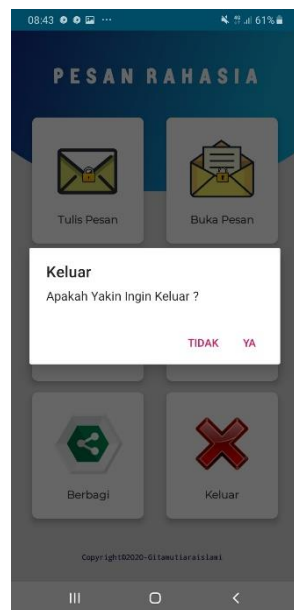 08:43
61%
PESAN RAHASIA
Tulis Pesan
Buka Pesan
Keluar
Apakah Yakin Ingin Keluar ?
TIDAK
YA
Berbagi
Keluar
Copyright©2020-Gitamutiaraislami